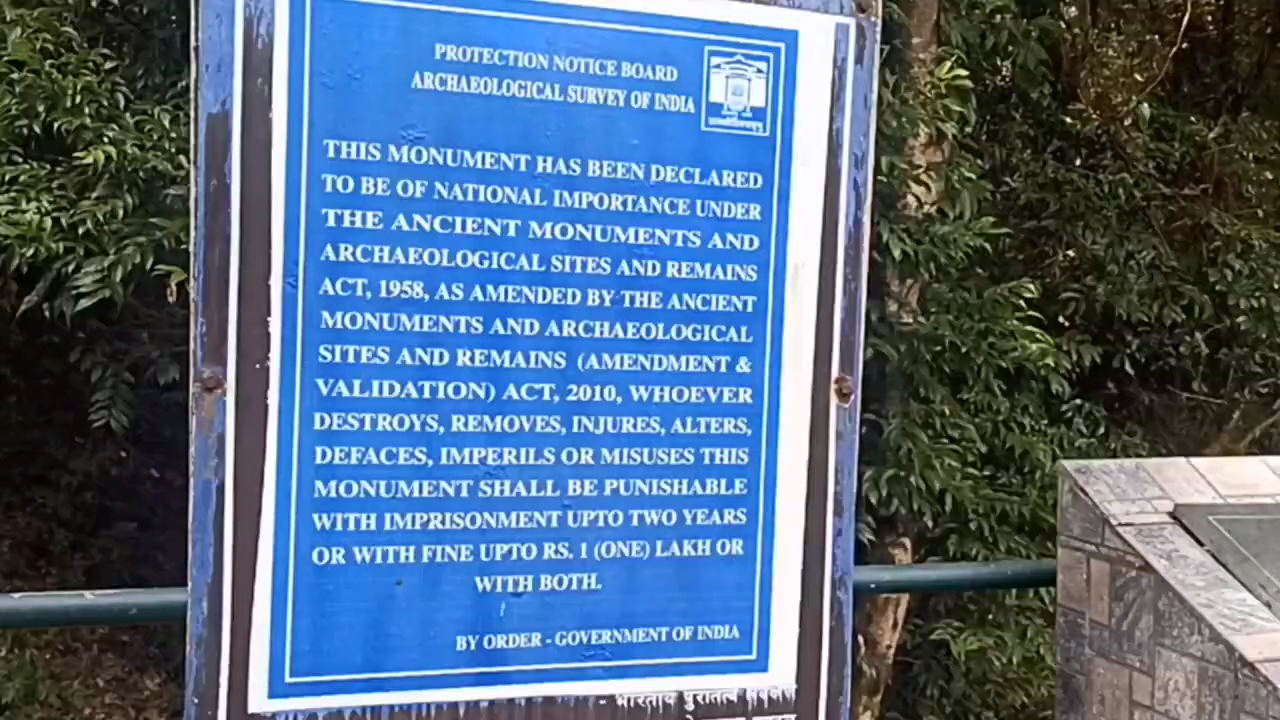 PROTECTION NOTICE BOARD
ARCHAEOLOGICAL SURVEY OF INDIA
THIS MONUMENT HAS BEEN DECLARED
TO BE OF NATIONAL IMPORTANCE UNDER
THE ANCIENT MONUMENTS AND
ARCHAEOLOGICAL SITES AND REMAINS
ACT, 1958, AS AMENDED BY THE ANCIENT
MONUMENTS AND ARCHAEOLOGICAL
SITES AND REMAINS (AMENDMENT &
VALIDATION) ACT, 2010, WHOEVER
DESTROYS, REMOVES, INJURES, ALTERS,
DEFACES, IMPERILS OR MISUSES THIS
MONUMENT SHALL BE PUNISHABLE
WITH IMPRISONMENT UPTO TWO YEARS
OR WITH FINE UPTO RS. 1 (ONE) LAKH OR
WITH BOTH.
BY ORDER - GOVERNMENT OF INDIA
- भारतीय पुरातत्व